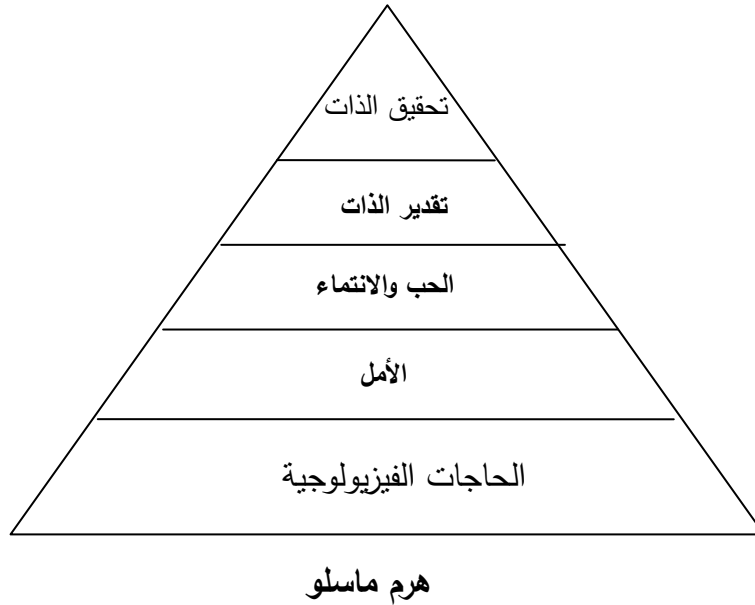 تحقيق الذات
تقدير الذات
الحب والانتماء
الأمل
الحاجات الفيزيولوجية
هرم ماسلو